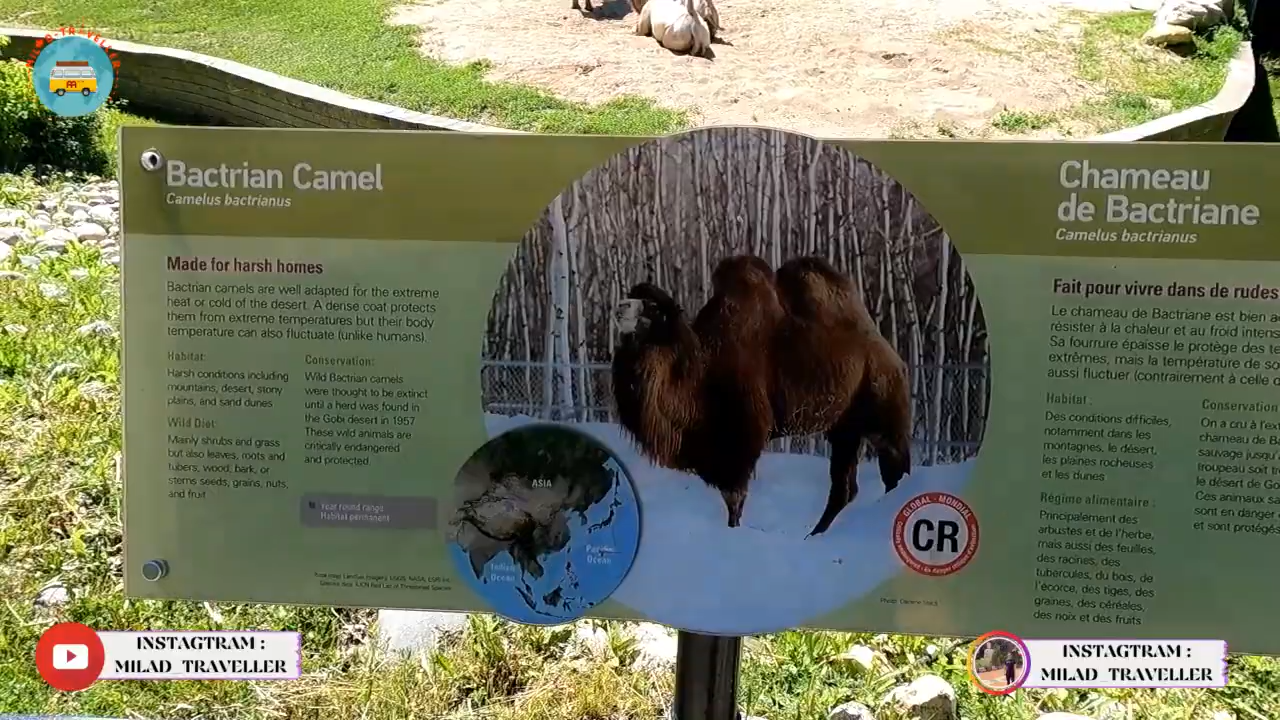 MILAD-TRAVELLER
Bactrian Camel
Camelus bactrianus
Made for harsh homes
Bactrian camels are well adapted for the extreme
heat or cold of the desert. A dense coat protects
them from extreme temperatures but their body
temperature can also fluctuate (unlike humans).
Habitat:
Harsh conditions including
mountains, desert, stony
plains, and sand dunes
Wild Diet:
Mainly shrubs and grass
but also leaves, roots and
tubers, wood, bark, or
stems seeds, grains, nuts,
and fruit
Conservation:
Wild Bactrian camels
were thought to be extinct
until a herd was found in
the Gobi desert in 1957
These wild animals are
critically endangered
and protected.
Year round range
Habitat permanent
ASIA
Indian
Ocean
Pacific
Ocean
GLOBAL - MONDIAL
CR
Chameau
de Bactriane
Camelus bactrianus
Fait pour vivre dans de rudes
Le chameau de Bactriane est bien
résister à la chaleur et au froid intens
Sa fourrure épaisse le protège des te
extrêmes, mais la température de so
aussi fluctuer (contrairement à celle
Habitat:
Des conditions difficiles,
notamment dans les
montagnes, le désert,
les plaines rocheuses
et les dunes
Régime alimentaire :
Principalement des
arbustes et de l'herbe,
mais aussi des feuilles,
des racines, des
tubercules, du bois, de
l'écorce, des tiges, des
graines, des céréales,
des noix et des fruits
Conservation
On a cru à l'ext
chameau de Ba
sauvage jusqu'
troupeau soit tr
le désert de Go
Ces animaux sa
sont en danger
et sont protégés
INSTAGTRAM :
MILAD_TRAVELLER
INSTAGTRAM :
MILAD_TRAVELLER